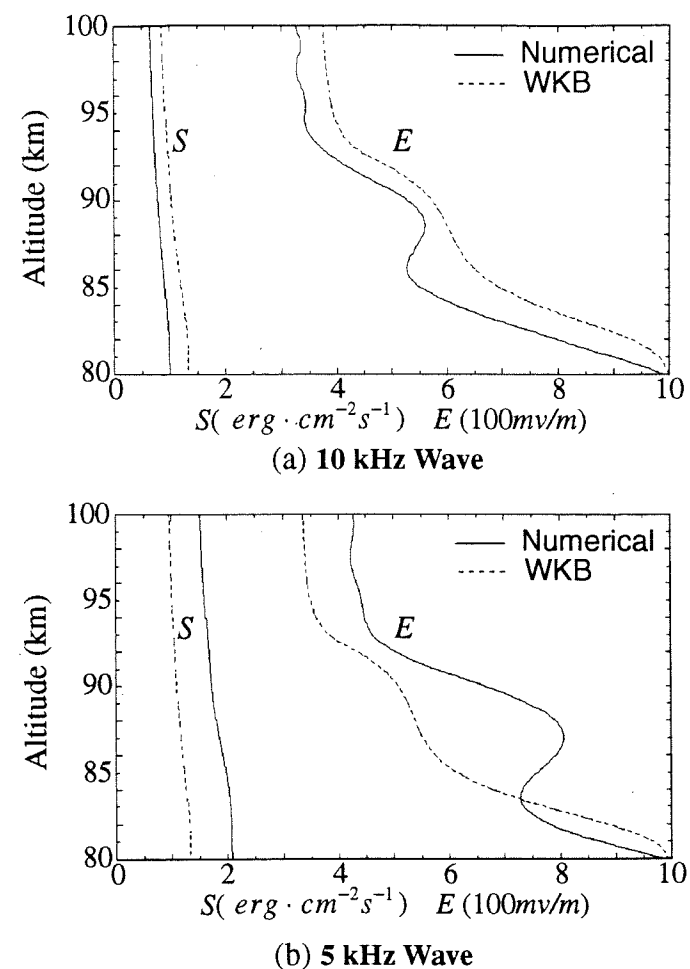 100
95
90
85
80
Altitude (km)
Numerical
WKB
S
E
0 2 4 6 8 10
S( erg · cm⁻²s⁻¹) E (100mv/m)
(a) 10 kHz Wave
100
95
90
85
80
Altitude (km)
Numerical
WKB
S
E
0 2 4 6 8 10
S( erg · cm⁻²s⁻¹) E (100mv/m)
(b) 5 kHz Wave